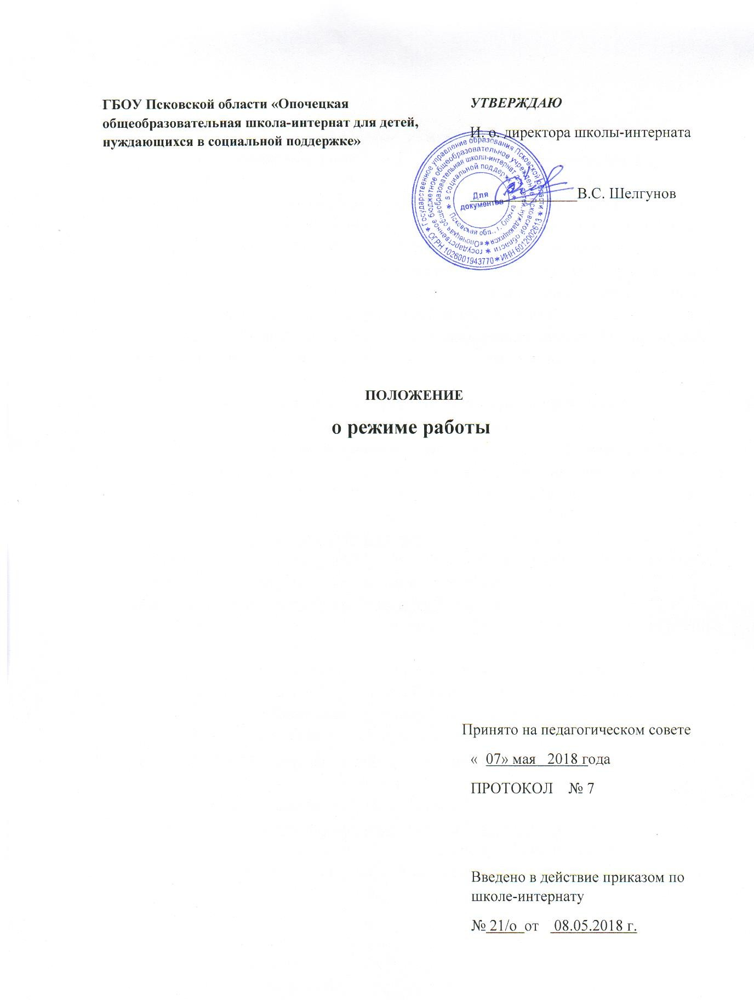 ГБОУ Псковской области «Опочецкая
общеобразовательная школа-интернат для детей,
нуждающихся в социальной поддержке»
УТВЕРЖДАЮ
И. о. директора школы-интерната
В.С. Шелгунов
Государственное управление образования Псковской области
государственное бюджетное общеобразовательное учреждение Псковской области
«Опочецкая общеобразовательная школа-интернат для детей, нуждающихся
в социальной поддержке»
Псковская обл., г. Опочка
ОГРН 1026001943770 * ИНН 6012002613
Для
документов
ПОЛОЖЕНИЕ
о режиме работы
Принято на педагогическом совете
« 07» мая 2018 года
ПРОТОКОЛ № 7
Введено в действие приказом по
школе-интернату
№ 21/о от 08.05.2018 г.